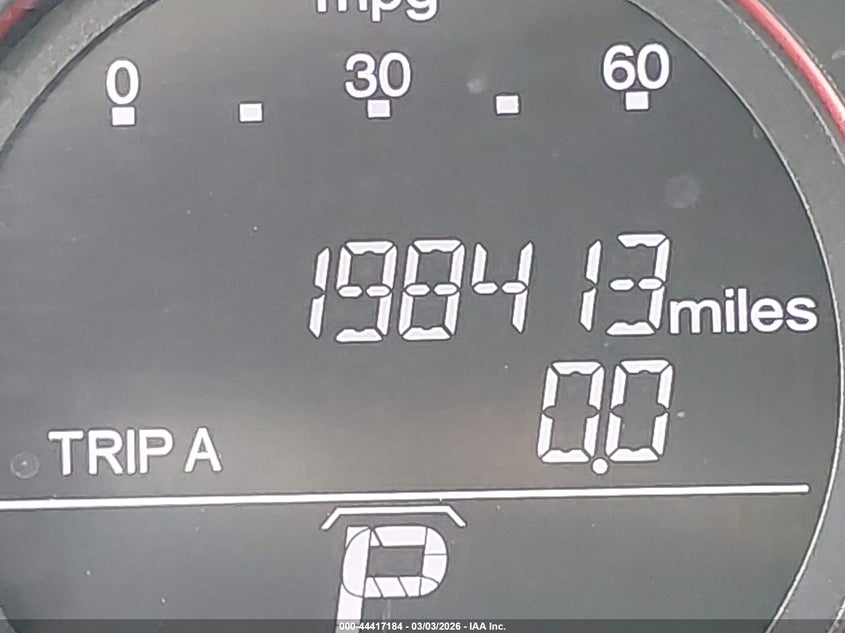 mpg
0 30 60
198413 miles
0.0
TRIP A
P
000-44417184 - 03/03/2026 - IAA Inc.